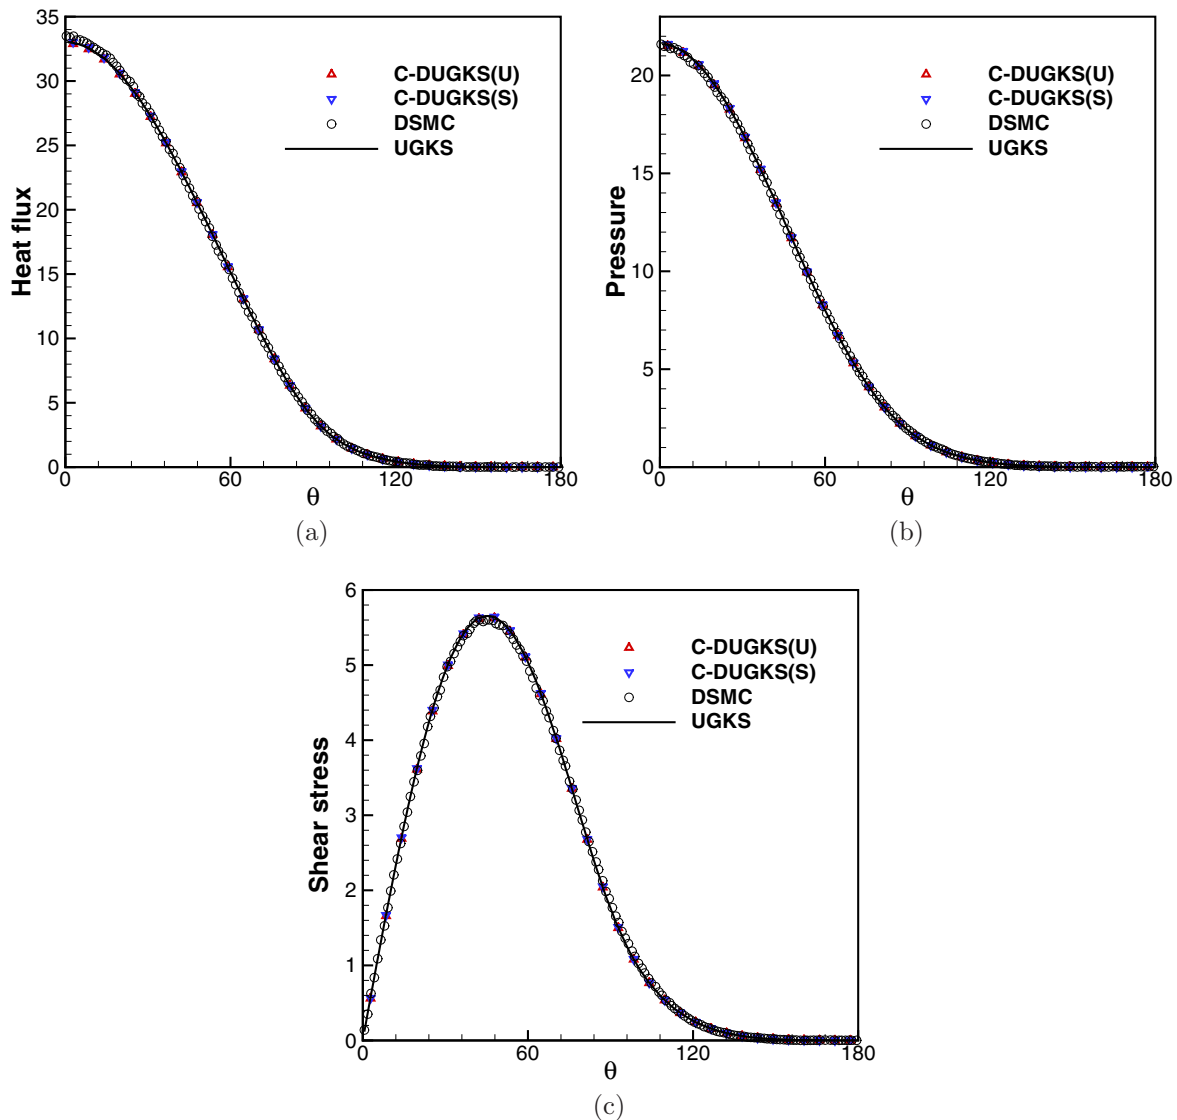 35
30
25
20
15
10
5
0
0
60
120
180
Heat flux
θ
C-DUGKS(U)
C-DUGKS(S)
DSMC
UGKS
(a)
20
15
10
5
0
0
60
120
180
Pressure
θ
C-DUGKS(U)
C-DUGKS(S)
DSMC
UGKS
(b)
6
5
4
3
2
1
0
0
60
120
180
Shear stress
θ
C-DUGKS(U)
C-DUGKS(S)
DSMC
UGKS
(c)